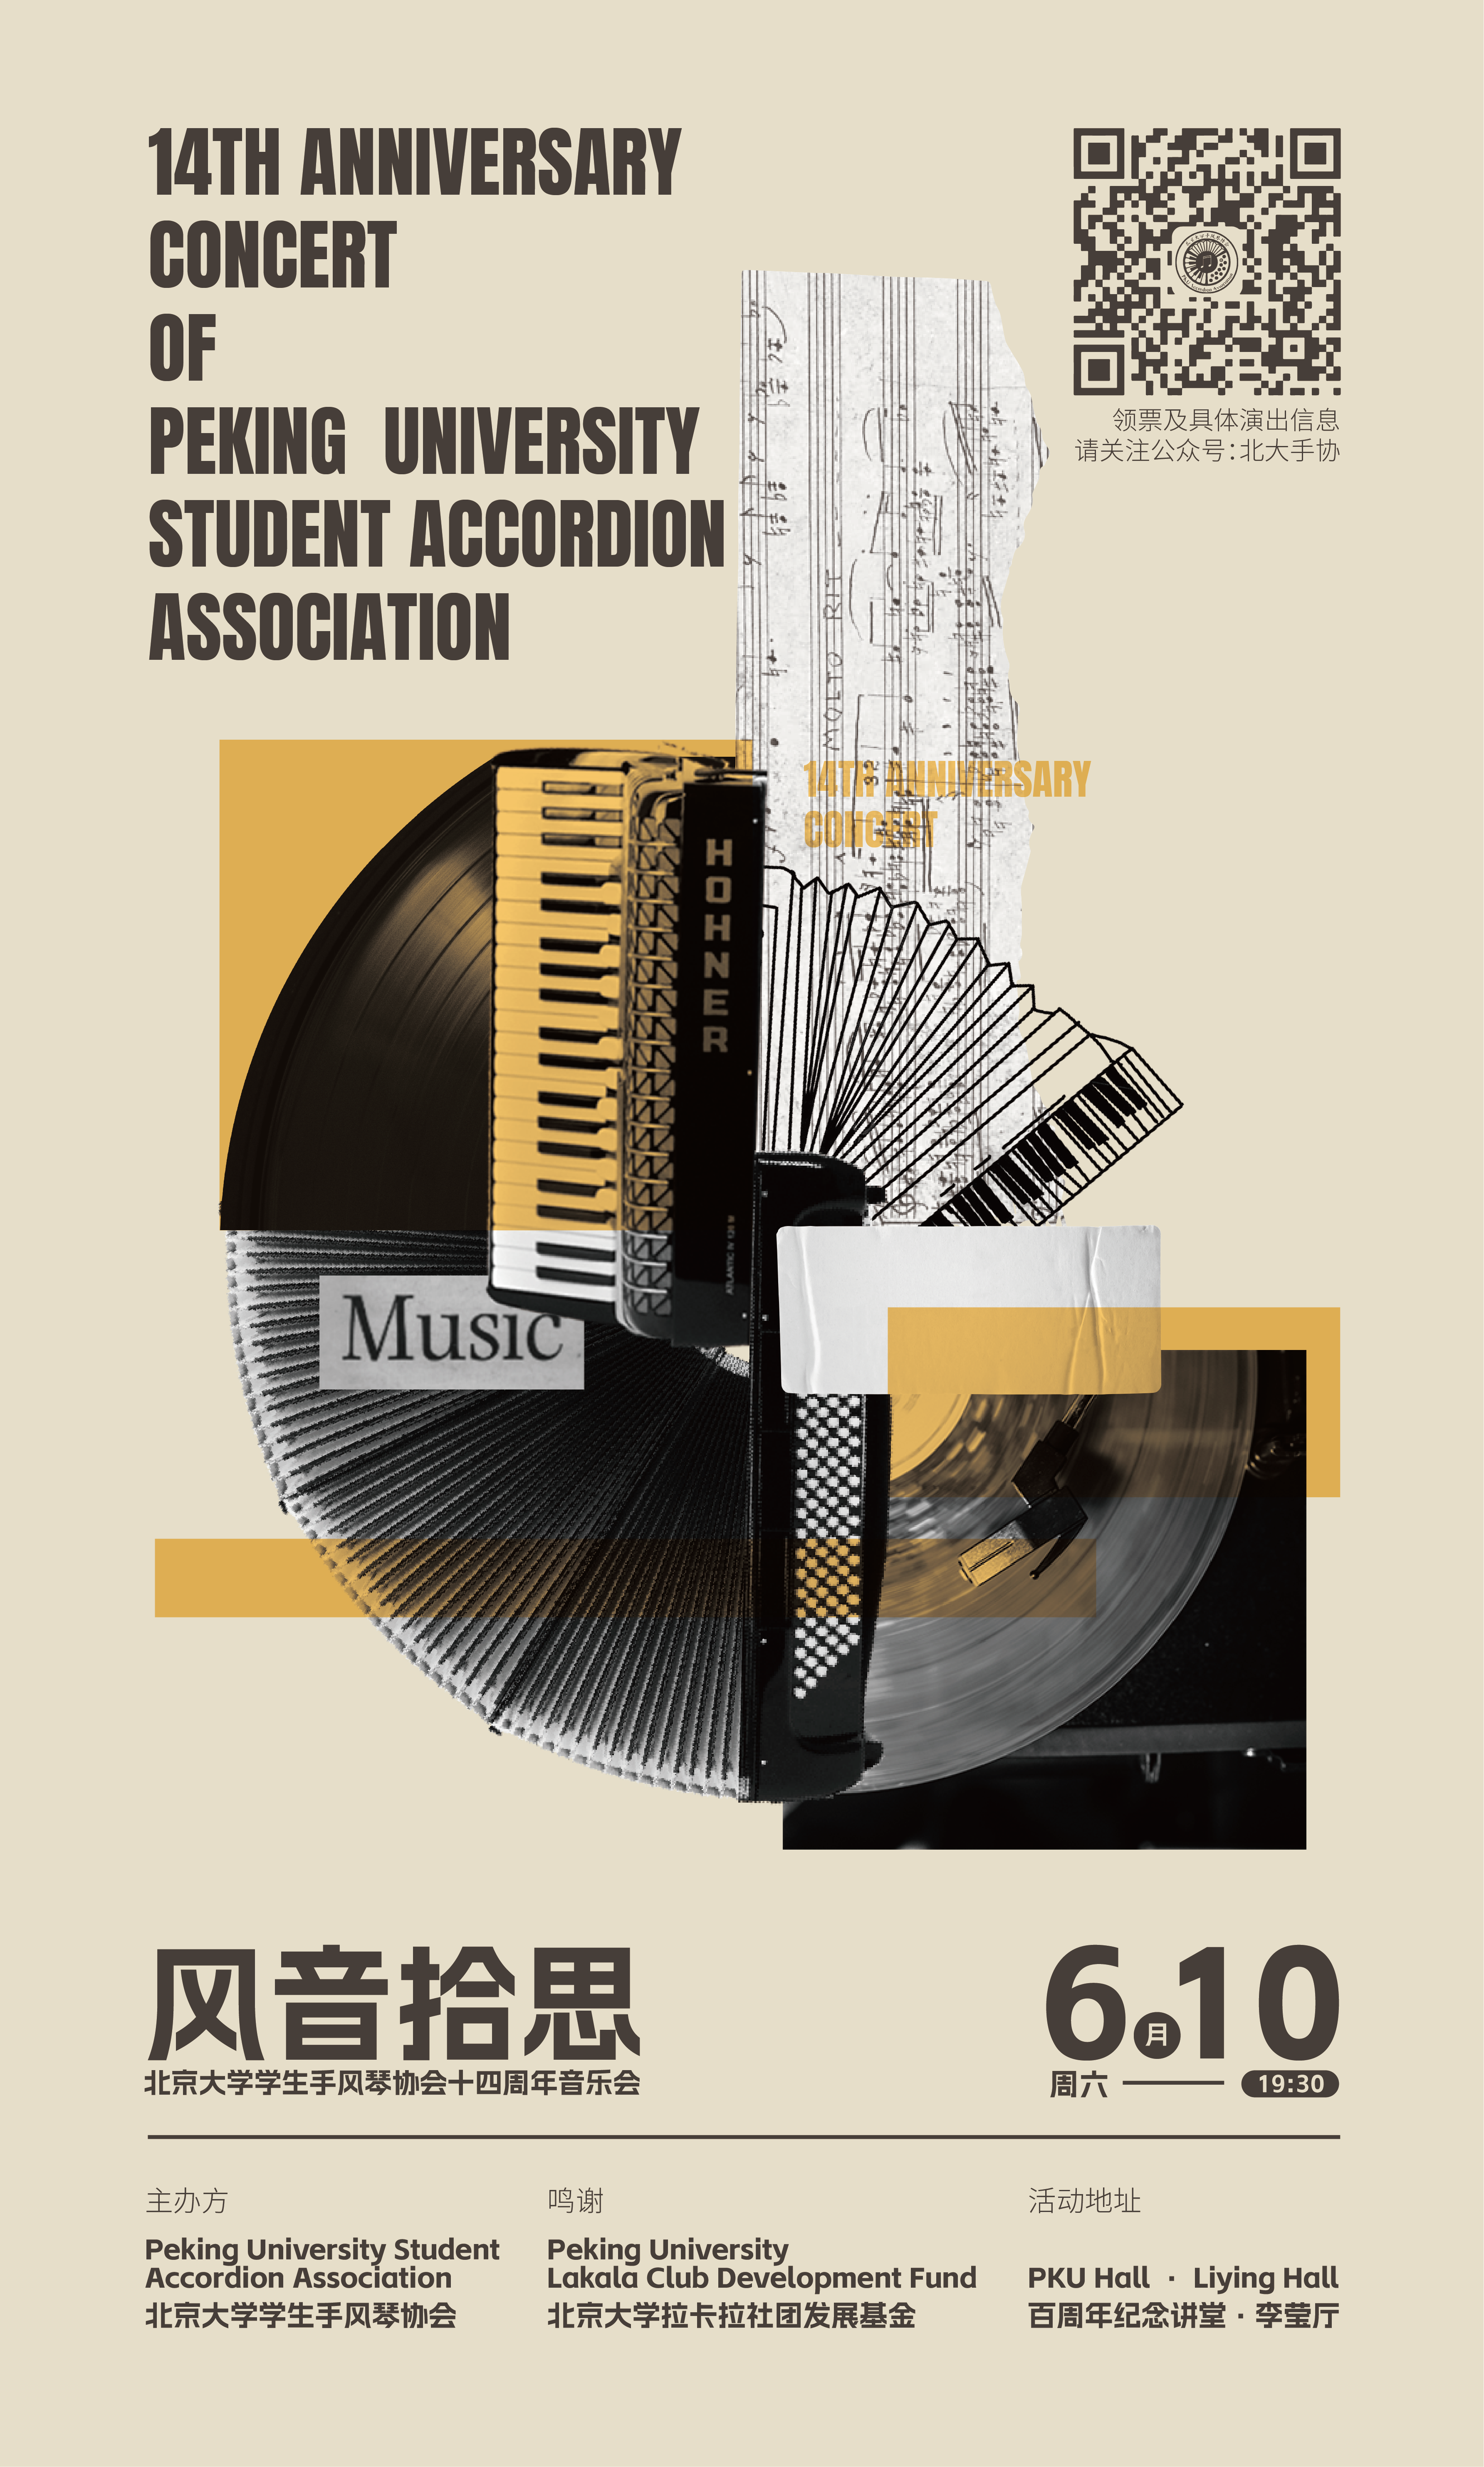 14TH ANNIVERSARY
CONCERT
OF
PEKING UNIVERSITY
STUDENT ACCORDION
ASSOCIATION
领票及具体演出信息
请关注公众号:北大手协
MOLTO RIT
14TH ANNIVERSARY
CONCERT
HOHNER
Music
风音拾思
北京大学学生手风琴协会十四周年音乐会
6月10
周六 19:30
主办方
Peking University Student
Accordion Association
北京大学学生手风琴协会
鸣谢
Peking University
Lakala Club Development Fund
北京大学拉卡拉社团发展基金
活动地址
PKU Hall · Liying Hall
百周年纪念讲堂 · 李莹厅